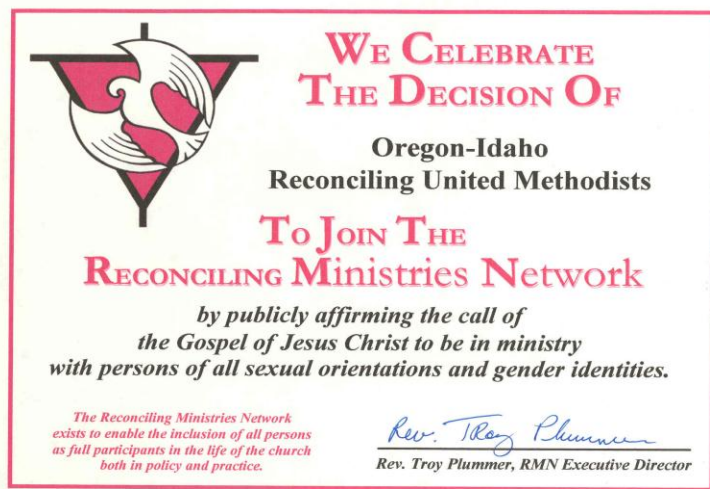 WE CELEBRATE
THE DECISION OF
Oregon-Idaho
Reconciling United Methodists
TO JOIN THE
RECONCILING Ministries Network
by publicly affirming the call of
the Gospel of Jesus Christ to be in ministry
with persons of all sexual orientations and gender identities.
The Reconciling Ministries Network
exists to enable the inclusion of all persons
as full participants in the life of the church
both in policy and practice.
Rev. Troy Plummer
Rev. Troy Plummer, RMN Executive Director